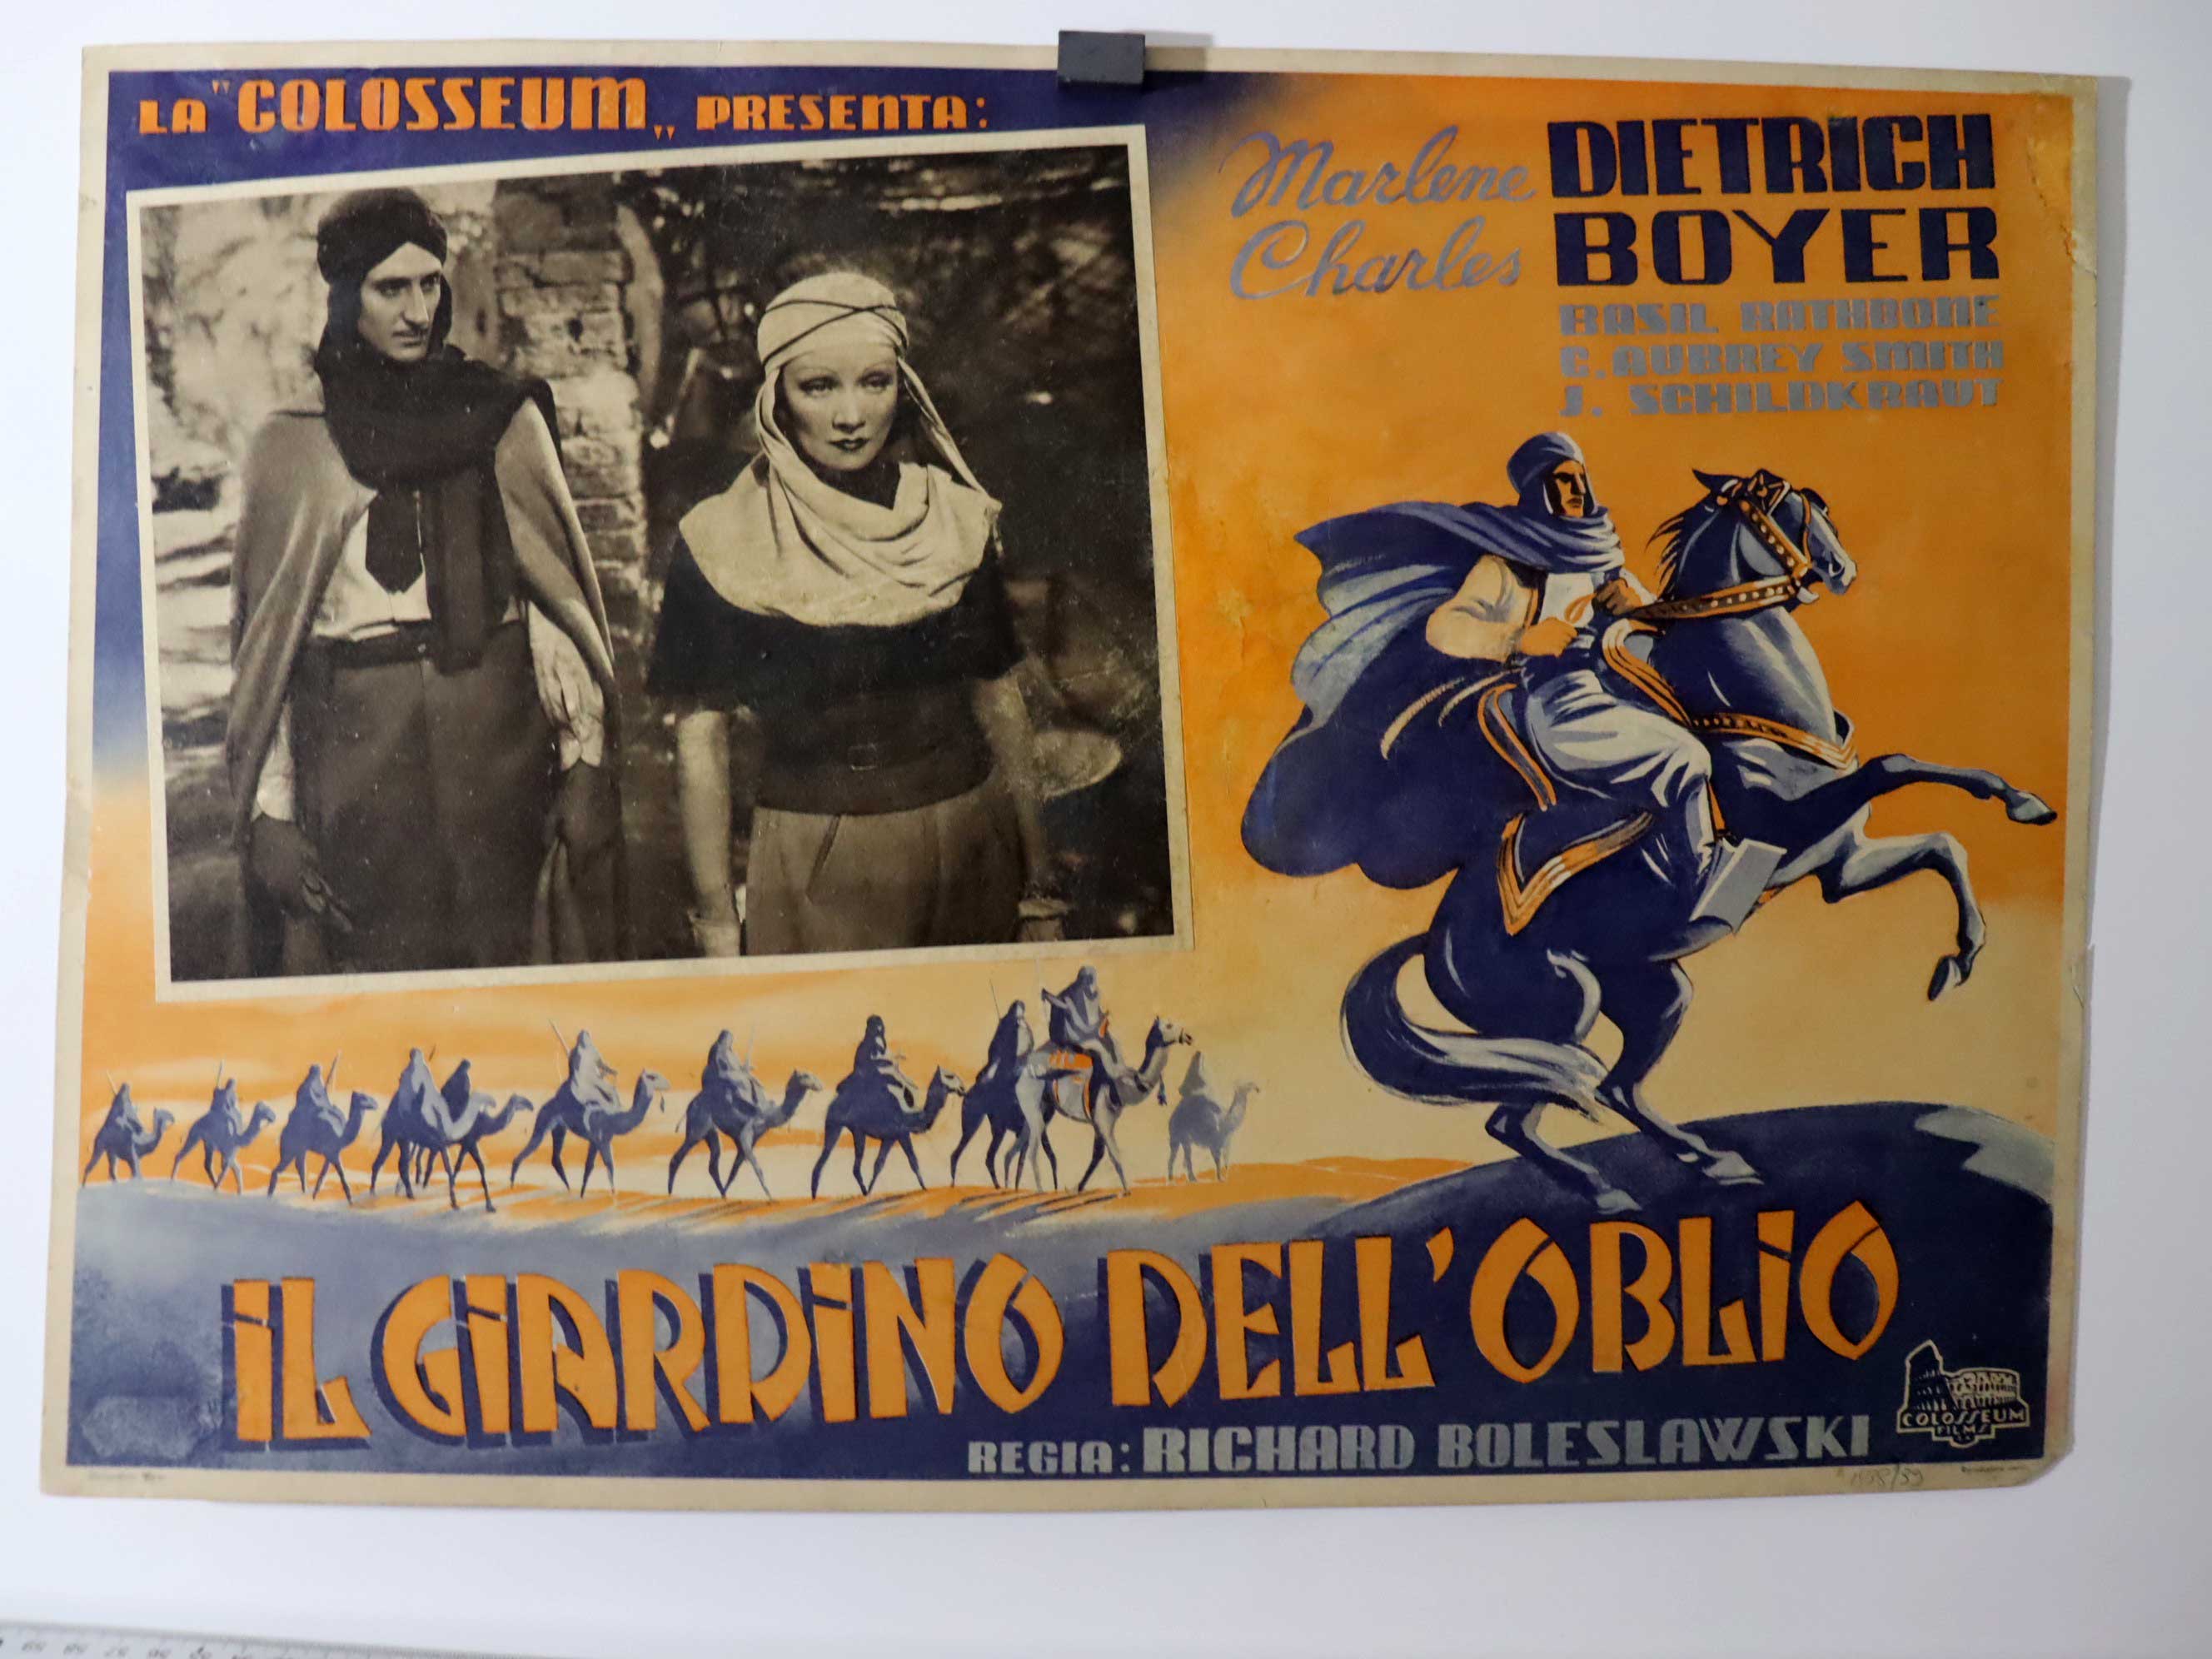 LA "COLOSSEUM" PRESENTA:
Marlene DIETRICH
Charles BOYER
BASIL RATHBONE
C. AUBREY SMITH
J. SCHILDKRAUT
IL GIARDINO DELL'OBLIO
REGIA: RICHARD BOLESLAWSKI
COLOSSEUM
FILMS